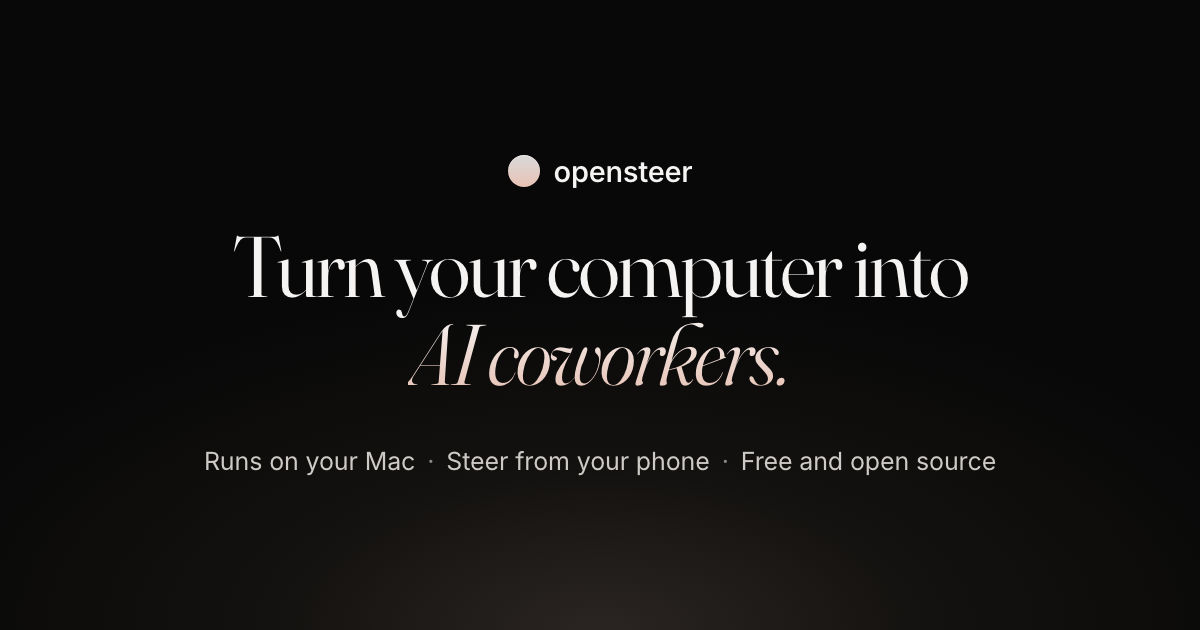 opensteer
Turn your computer into
AI coworkers.
Runs on your Mac · Steer from your phone · Free and open source